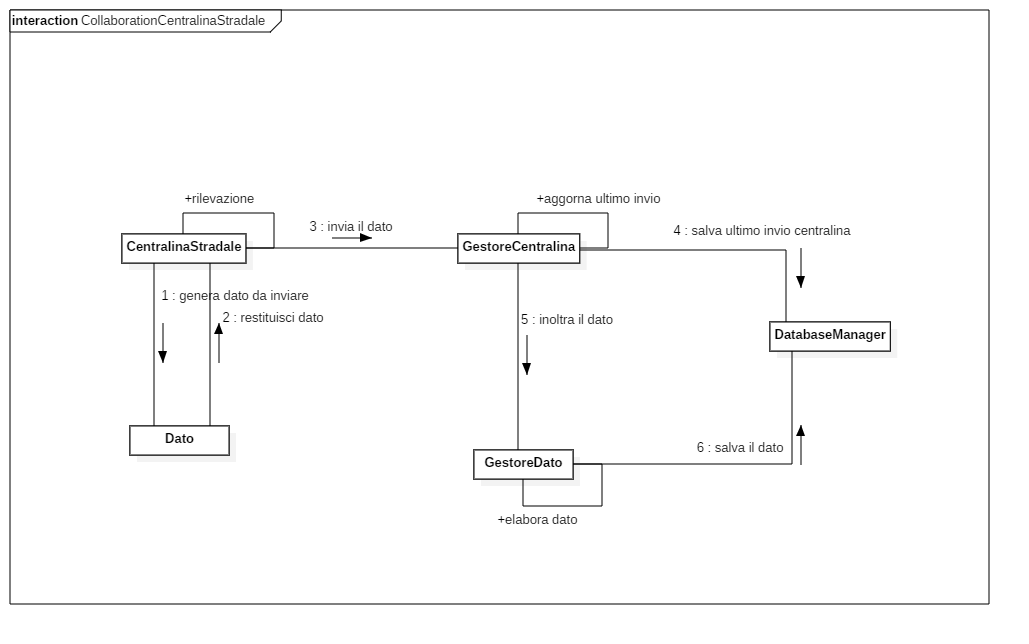 interaction CollaborationCentralinaStradale
+rilevazione
+aggorna ultimo invio
3 : invia il dato
4 : salva ultimo invio centralina
CentralinaStradale
GestoreCentralina
1 : genera dato da inviare
2 : restituisci dato
5 : inoltra il dato
DatabaseManager
Dato
6 : salva il dato
GestoreDato
+elabora dato